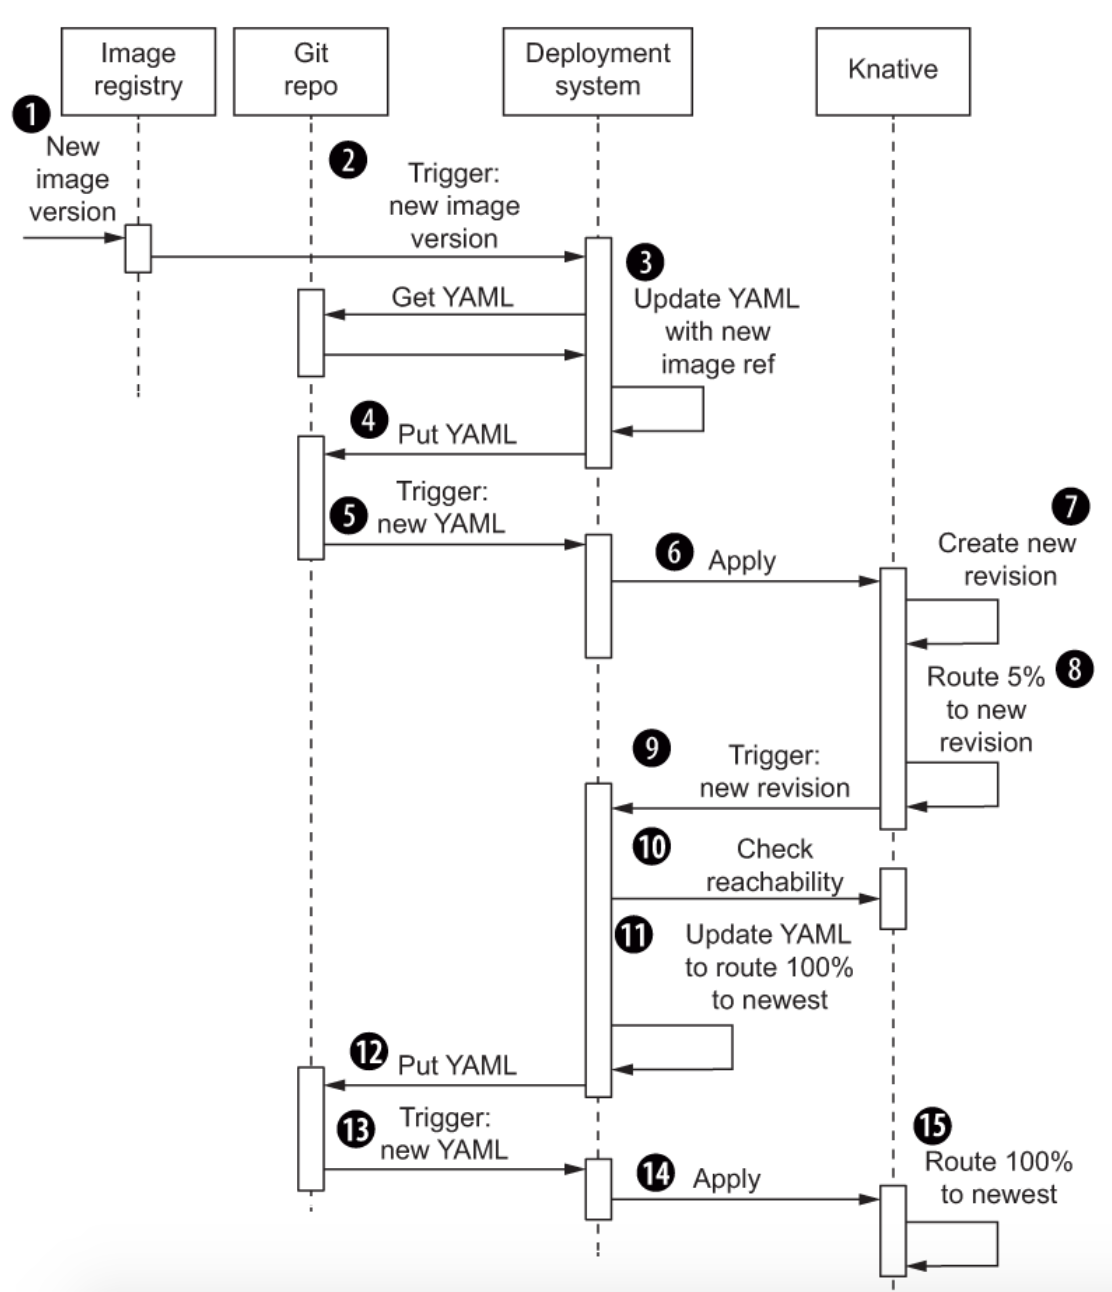 Image
registry
Git
repo
Deployment
system
Knative
1
New
image
version
2
Trigger:
new image
version
3
Get YAML
Update YAML
with new
image ref
4
Put YAML
5
Trigger:
new YAML
6
Apply
7
Create new
revision
8
Route 5%
to new
revision
9
Trigger:
new revision
10
Check
reachability
11
Update YAML
to route 100%
to newest
12
Put YAML
13
Trigger:
new YAML
14
Apply
15
Route 100%
to newest